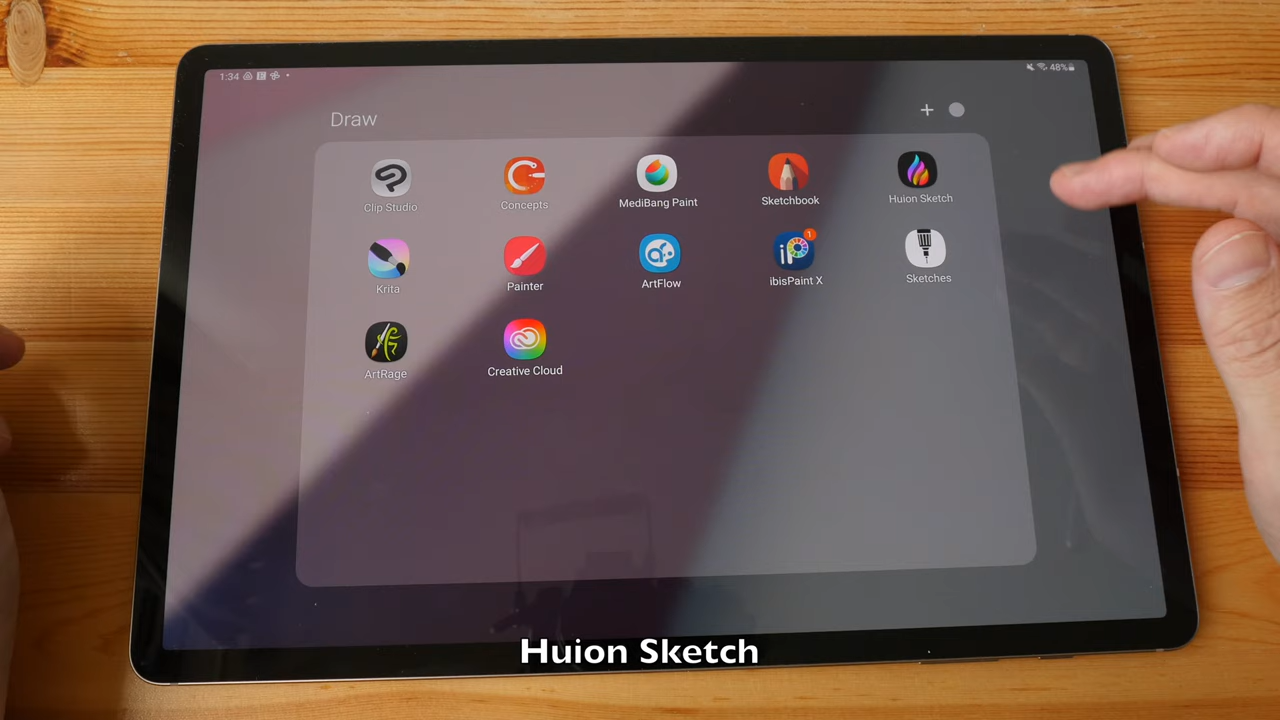 1:34
48%
Draw
Clip Studio
Concepts
MediBang Paint
Sketchbook
Huion Sketch
Krita
Painter
ArtFlow
1
ibisPaint X
Sketches
ArtRage
Creative Cloud
Huion Sketch